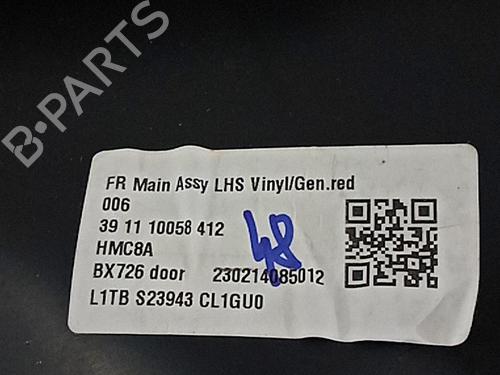 B-PARTS
FR Main Assy LHS Vinyl/Gen.red
006
39 11 10058 412
HMC8A
BX726 door 230214085012
L1TB S23943 CL1GU0
48